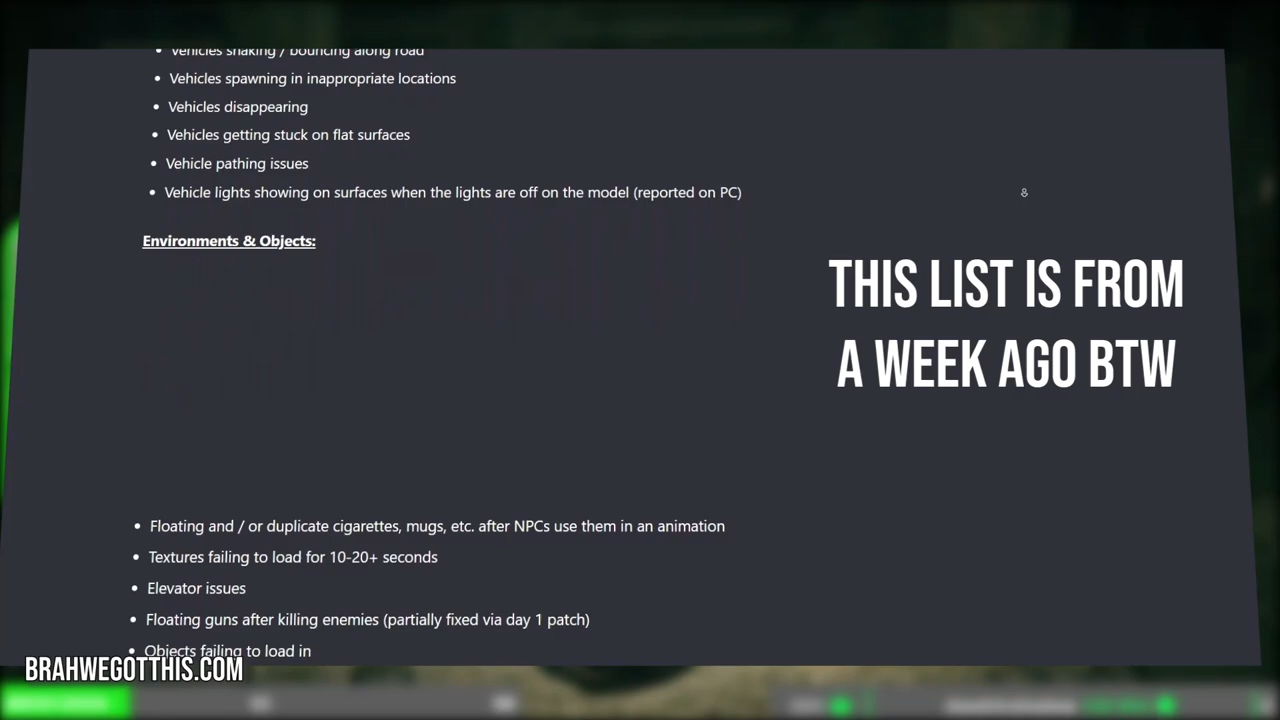 • Vehicles shaking / bouncing along road
• Vehicles spawning in inappropriate locations
• Vehicles disappearing
• Vehicles getting stuck on flat surfaces
• Vehicle pathing issues
• Vehicle lights showing on surfaces when the lights are off on the model (reported on PC)
Environments & Objects:
THIS LIST IS FROM
A WEEK AGO BTW
• Floating and / or duplicate cigarettes, mugs, etc. after NPCs use them in an animation
• Textures failing to load for 10-20+ seconds
• Elevator issues
• Floating guns after killing enemies (partially fixed via day 1 patch)
• Objects failing to load in
BRAHWEGOTTHIS.COM